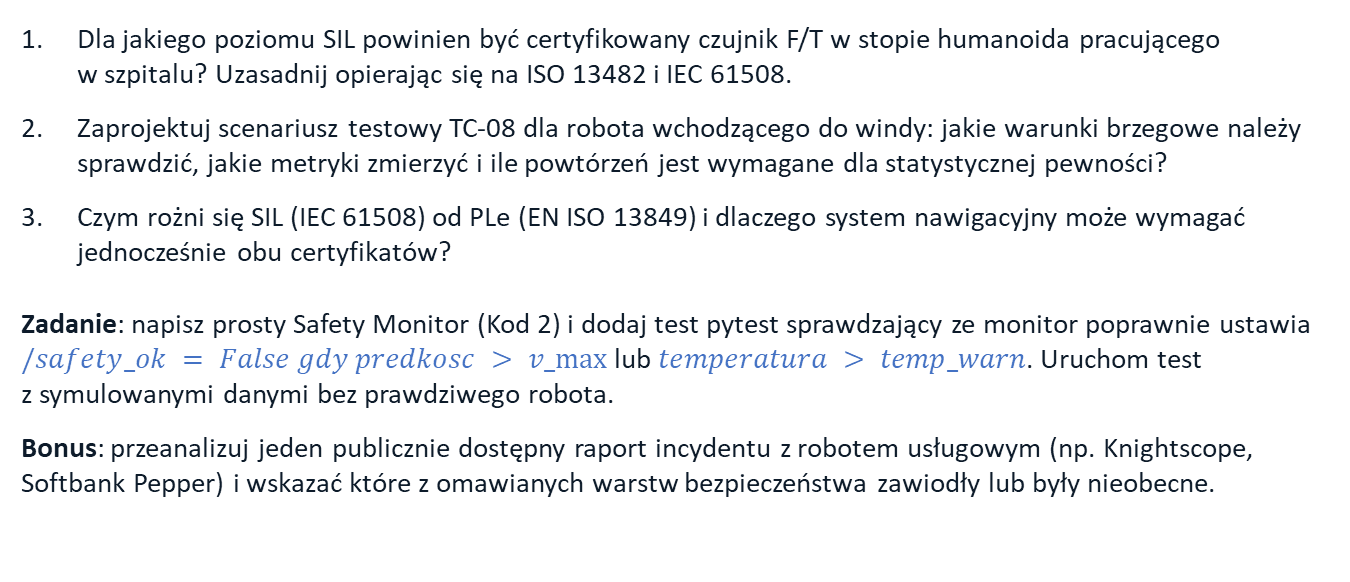 1. Dla jakiego poziomu SIL powinien być certyfikowany czujnik F/T w stopie humanoida pracującego
w szpitalu? Uzasadnij opierając się na ISO 13482 i IEC 61508.
2. Zaprojektuj scenariusz testowy TC-08 dla robota wchodzącego do windy: jakie warunki brzegowe należy
sprawdzić, jakie metryki zmierzyć i ile powtórzeń jest wymagane dla statystycznej pewności?
3. Czym rożni się SIL (IEC 61508) od PLe (EN ISO 13849) i dlaczego system nawigacyjny może wymagać
jednocześnie obu certyfikatów?
Zadanie: napisz prosty Safety Monitor (Kod 2) i dodaj test pytest sprawdzający ze monitor poprawnie ustawia
/safety_ok = False gdy predkosc > v_max lub temperatura > temp_warn. Uruchom test
z symulowanymi danymi bez prawdziwego robota.
Bonus: przeanalizuj jeden publicznie dostępny raport incydentu z robotem usługowym (np. Knightscope,
Softbank Pepper) i wskazać które z omawianych warstw bezpieczeństwa zawiodły lub były nieobecne.